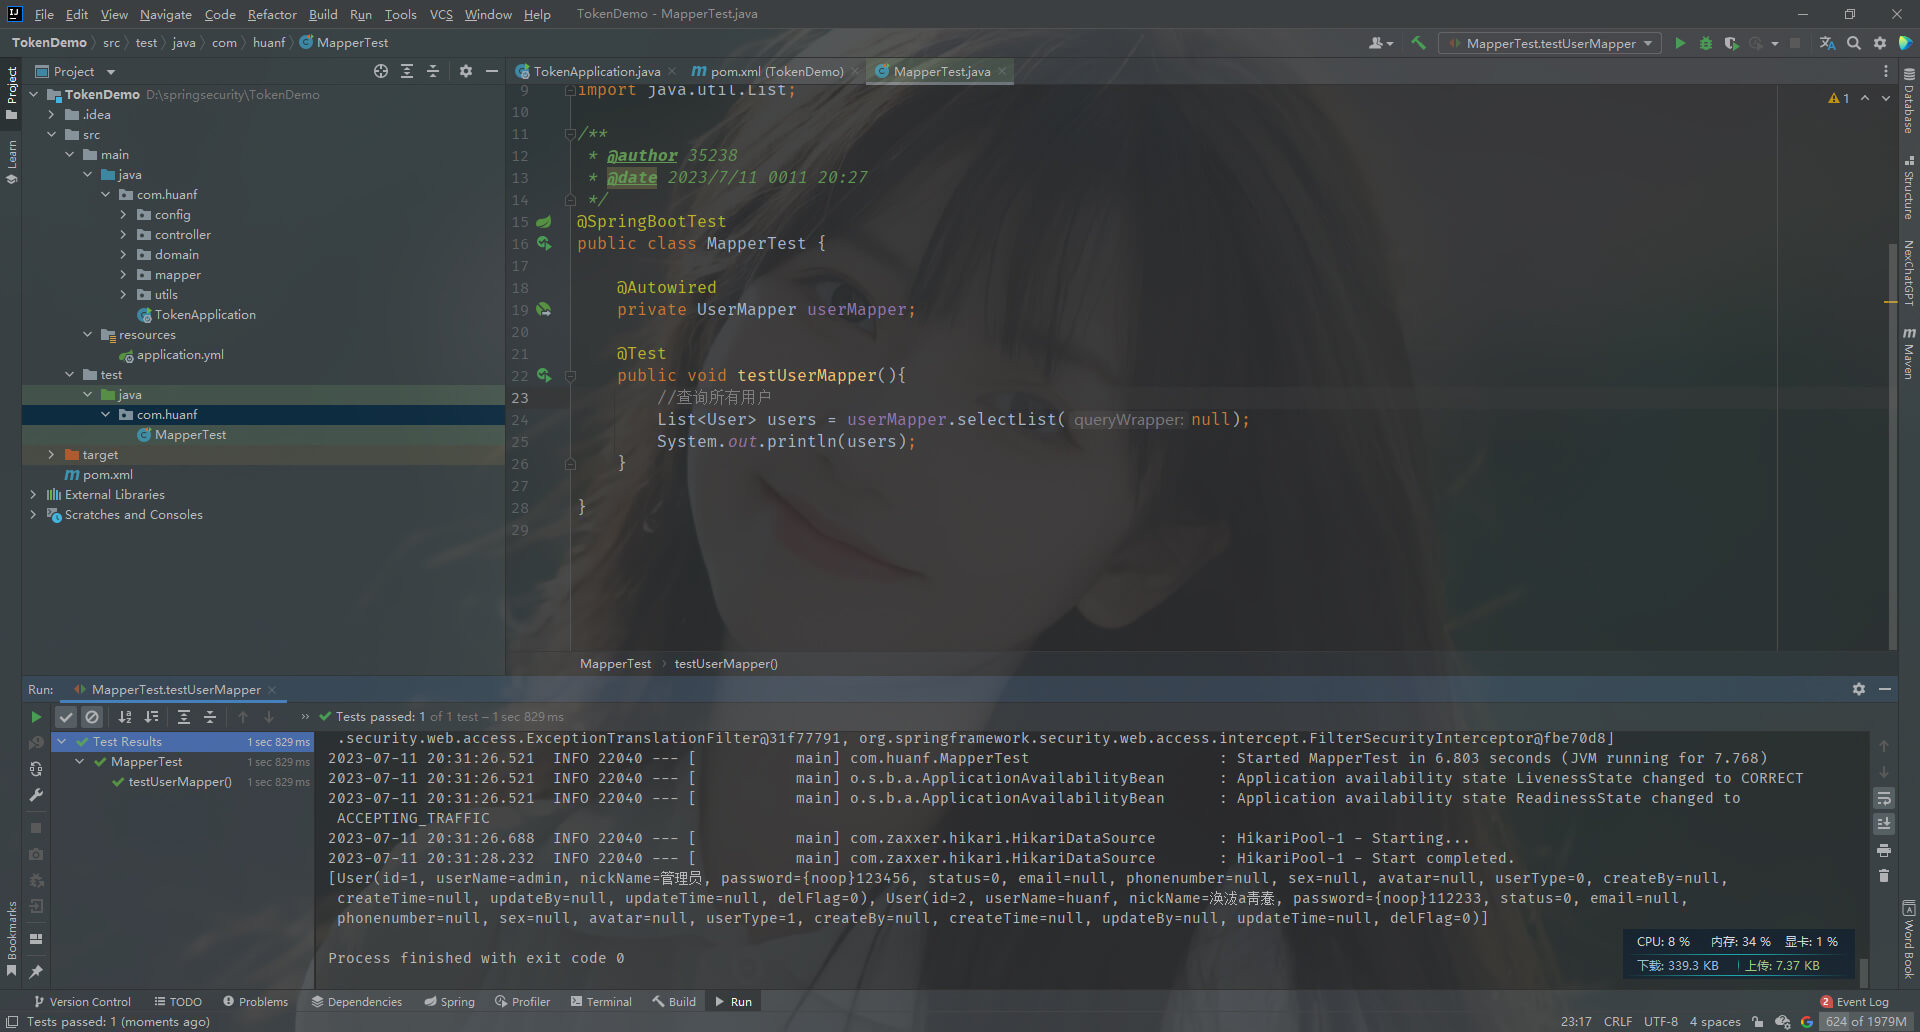 File Edit View Navigate Code Refactor Build Run Tools VCS Window Help TokenDemo - MapperTest.java
TokenDemo src test java com huanf MapperTest
MapperTest.testUserMapper
Project
TokenApplication.java
pom.xml (TokenDemo)
MapperTest.java
Project
Learn
Bookmarks
TokenDemo D:\springsecurity\TokenDemo
.idea
src
main
java
com.huanf
config
controller
domain
mapper
utils
TokenApplication
resources
application.yml
test
java
com.huanf
MapperTest
target
pom.xml
External Libraries
Scratches and Consoles
9 import java.util.List;
10
11 /**
12 * @author 35238
13 * @date 2023/7/11 0011 20:27
14 */
15 @SpringBootTest
16 public class MapperTest {
17
18 @Autowired
19 private UserMapper userMapper;
20
21 @Test
22 public void testUserMapper(){
23 //查询所有用户
24 List<User> users = userMapper.selectList( queryWrapper: null);
25 System.out.println(users);
26 }
27
28 }
29
1
Database
Structure
NexChatGPT
Maven
Word Book
MapperTest testUserMapper()
Run: MapperTest.testUserMapper
Tests passed: 1 of 1 test – 1 sec 829 ms
Test Results 1 sec 829 ms
MapperTest 1 sec 829 ms
testUserMapper() 1 sec 829 ms
.security.web.access.ExceptionTranslationFilter@31f77791, org.springframework.security.web.access.intercept.FilterSecurityInterceptor@fbe70d8]
2023-07-11 20:31:26.521 INFO 22040 --- [ main] com.huanf.MapperTest : Started MapperTest in 6.803 seconds (JVM running for 7.768)
2023-07-11 20:31:26.521 INFO 22040 --- [ main] o.s.b.a.ApplicationAvailabilityBean : Application availability state LivenessState changed to CORRECT
2023-07-11 20:31:26.521 INFO 22040 --- [ main] o.s.b.a.ApplicationAvailabilityBean : Application availability state ReadinessState changed to
ACCEPTING_TRAFFIC
2023-07-11 20:31:26.688 INFO 22040 --- [ main] com.zaxxer.hikari.HikariDataSource : HikariPool-1 - Starting...
2023-07-11 20:31:28.232 INFO 22040 --- [ main] com.zaxxer.hikari.HikariDataSource : HikariPool-1 - Start completed.
[User(id=1, userName=admin, nickName=管理员, password={noop}123456, status=0, email=null, phonenumber=null, sex=null, avatar=null, userType=0, createBy=null,
createTime=null, updateBy=null, updateTime=null, delFlag=0), User(id=2, userName=huanf, password={noop}112233, status=0, email=null,
phonenumber=null, sex=null, avatar=null, userType=1, createBy=null, createTime=null, updateBy=null, updateTime=null, delFlag=0)]
Process finished with exit code 0
CPU: 8 % 内存: 34 % 显卡: 1 %
下载: 339.3 KB 上传: 7.37 KB
Version Control TODO Problems Dependencies Spring Profiler Terminal Build Run 2 Event Log
Tests passed: 1 (moments ago) 23:17 CRLF UTF-8 4 spaces 624 of 1979M